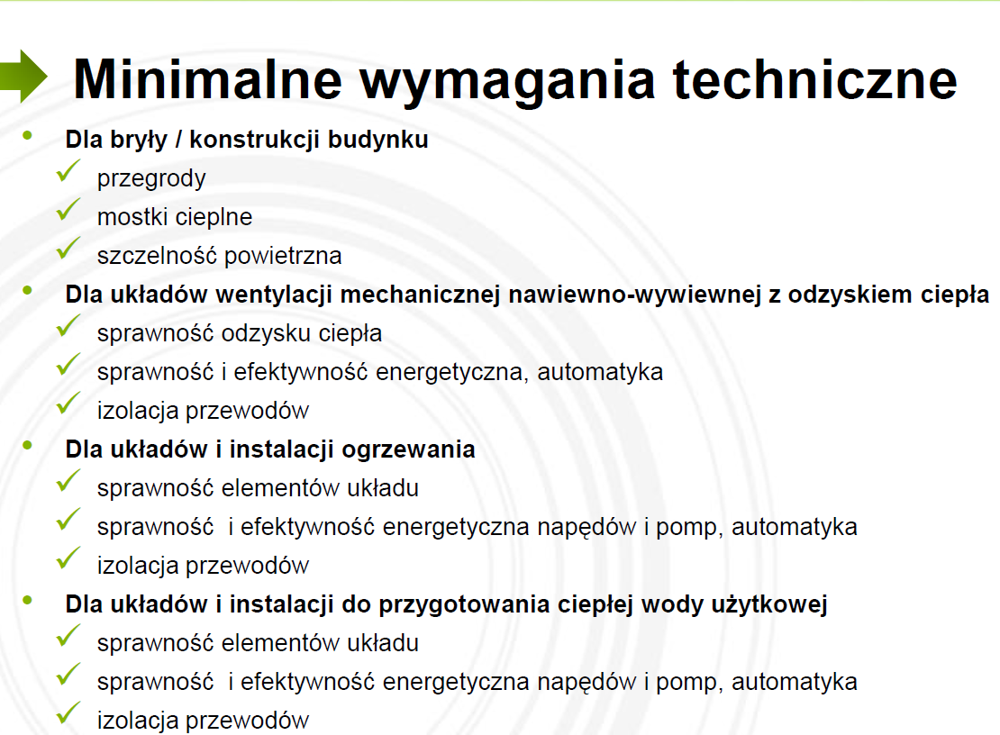 Minimalne wymagania techniczne
Dla bryły / konstrukcji budynku
przegrody
mostki cieplne
szczelność powietrzna
Dla układów wentylacji mechanicznej nawiewno-wywiewnej z odzyskiem ciepła
sprawność odzysku ciepła
sprawność i efektywność energetyczna, automatyka
izolacja przewodów
Dla układów i instalacji ogrzewania
sprawność elementów układu
sprawność  i efektywność energetyczna napędów i pomp, automatyka
izolacja przewodów
Dla układów i instalacji do przygotowania ciepłej wody użytkowej
sprawność elementów układu
sprawność  i efektywność energetyczna napędów i pomp, automatyka
izolacja przewodów